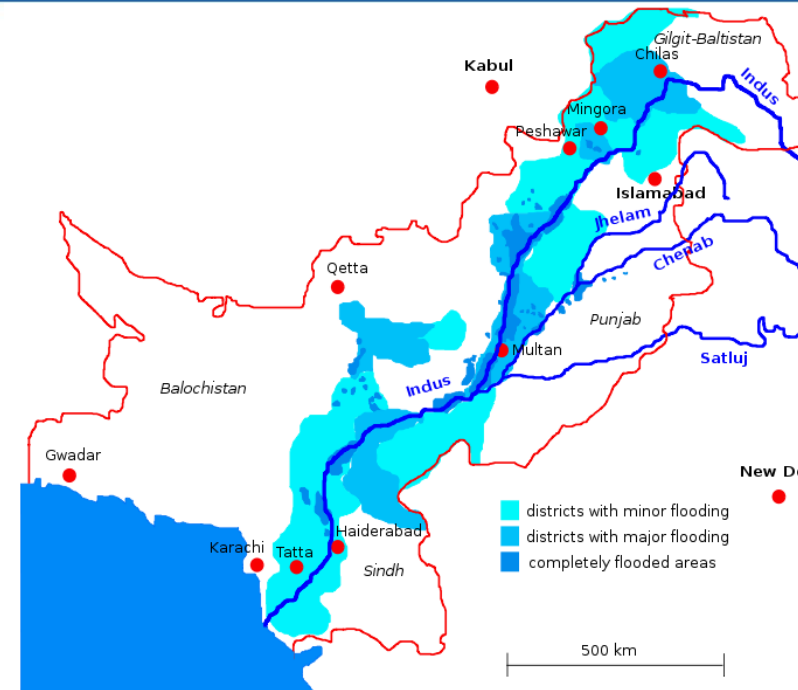 Gilgit-Baltistan
Chilas
Kabul
Indus
Mingora
Peshawar
Islamabad
Jhelam
Chenab
Qetta
Punjab
Multan
Satluj
Indus
Balochistan
Gwadar
New De
districts with minor flooding
districts with major flooding
completely flooded areas
Haiderabad
Karachi
Tatta
Sindh
500 km